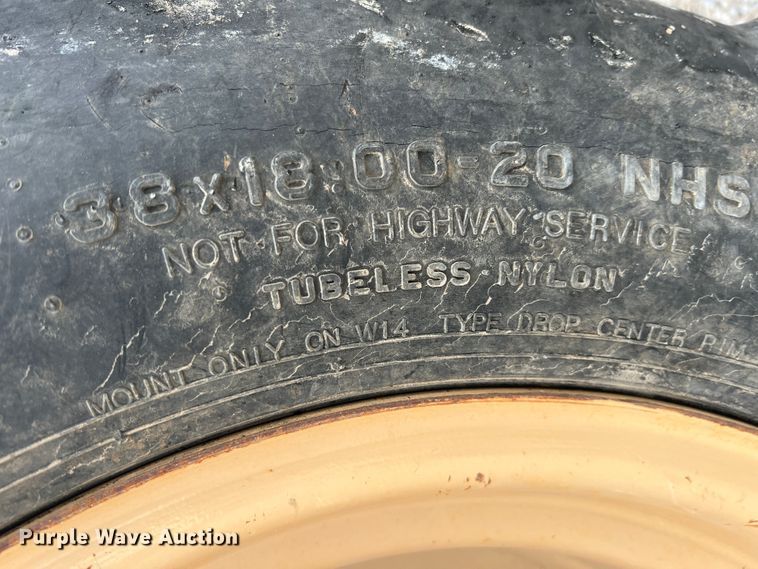 38x18.00-20 NHS
NOT FOR HIGHWAY SERVICE
TUBELESS NYLON
MOUNT ONLY ON W14 TYPE DROP CENTER RIM
Purple Wave Auction